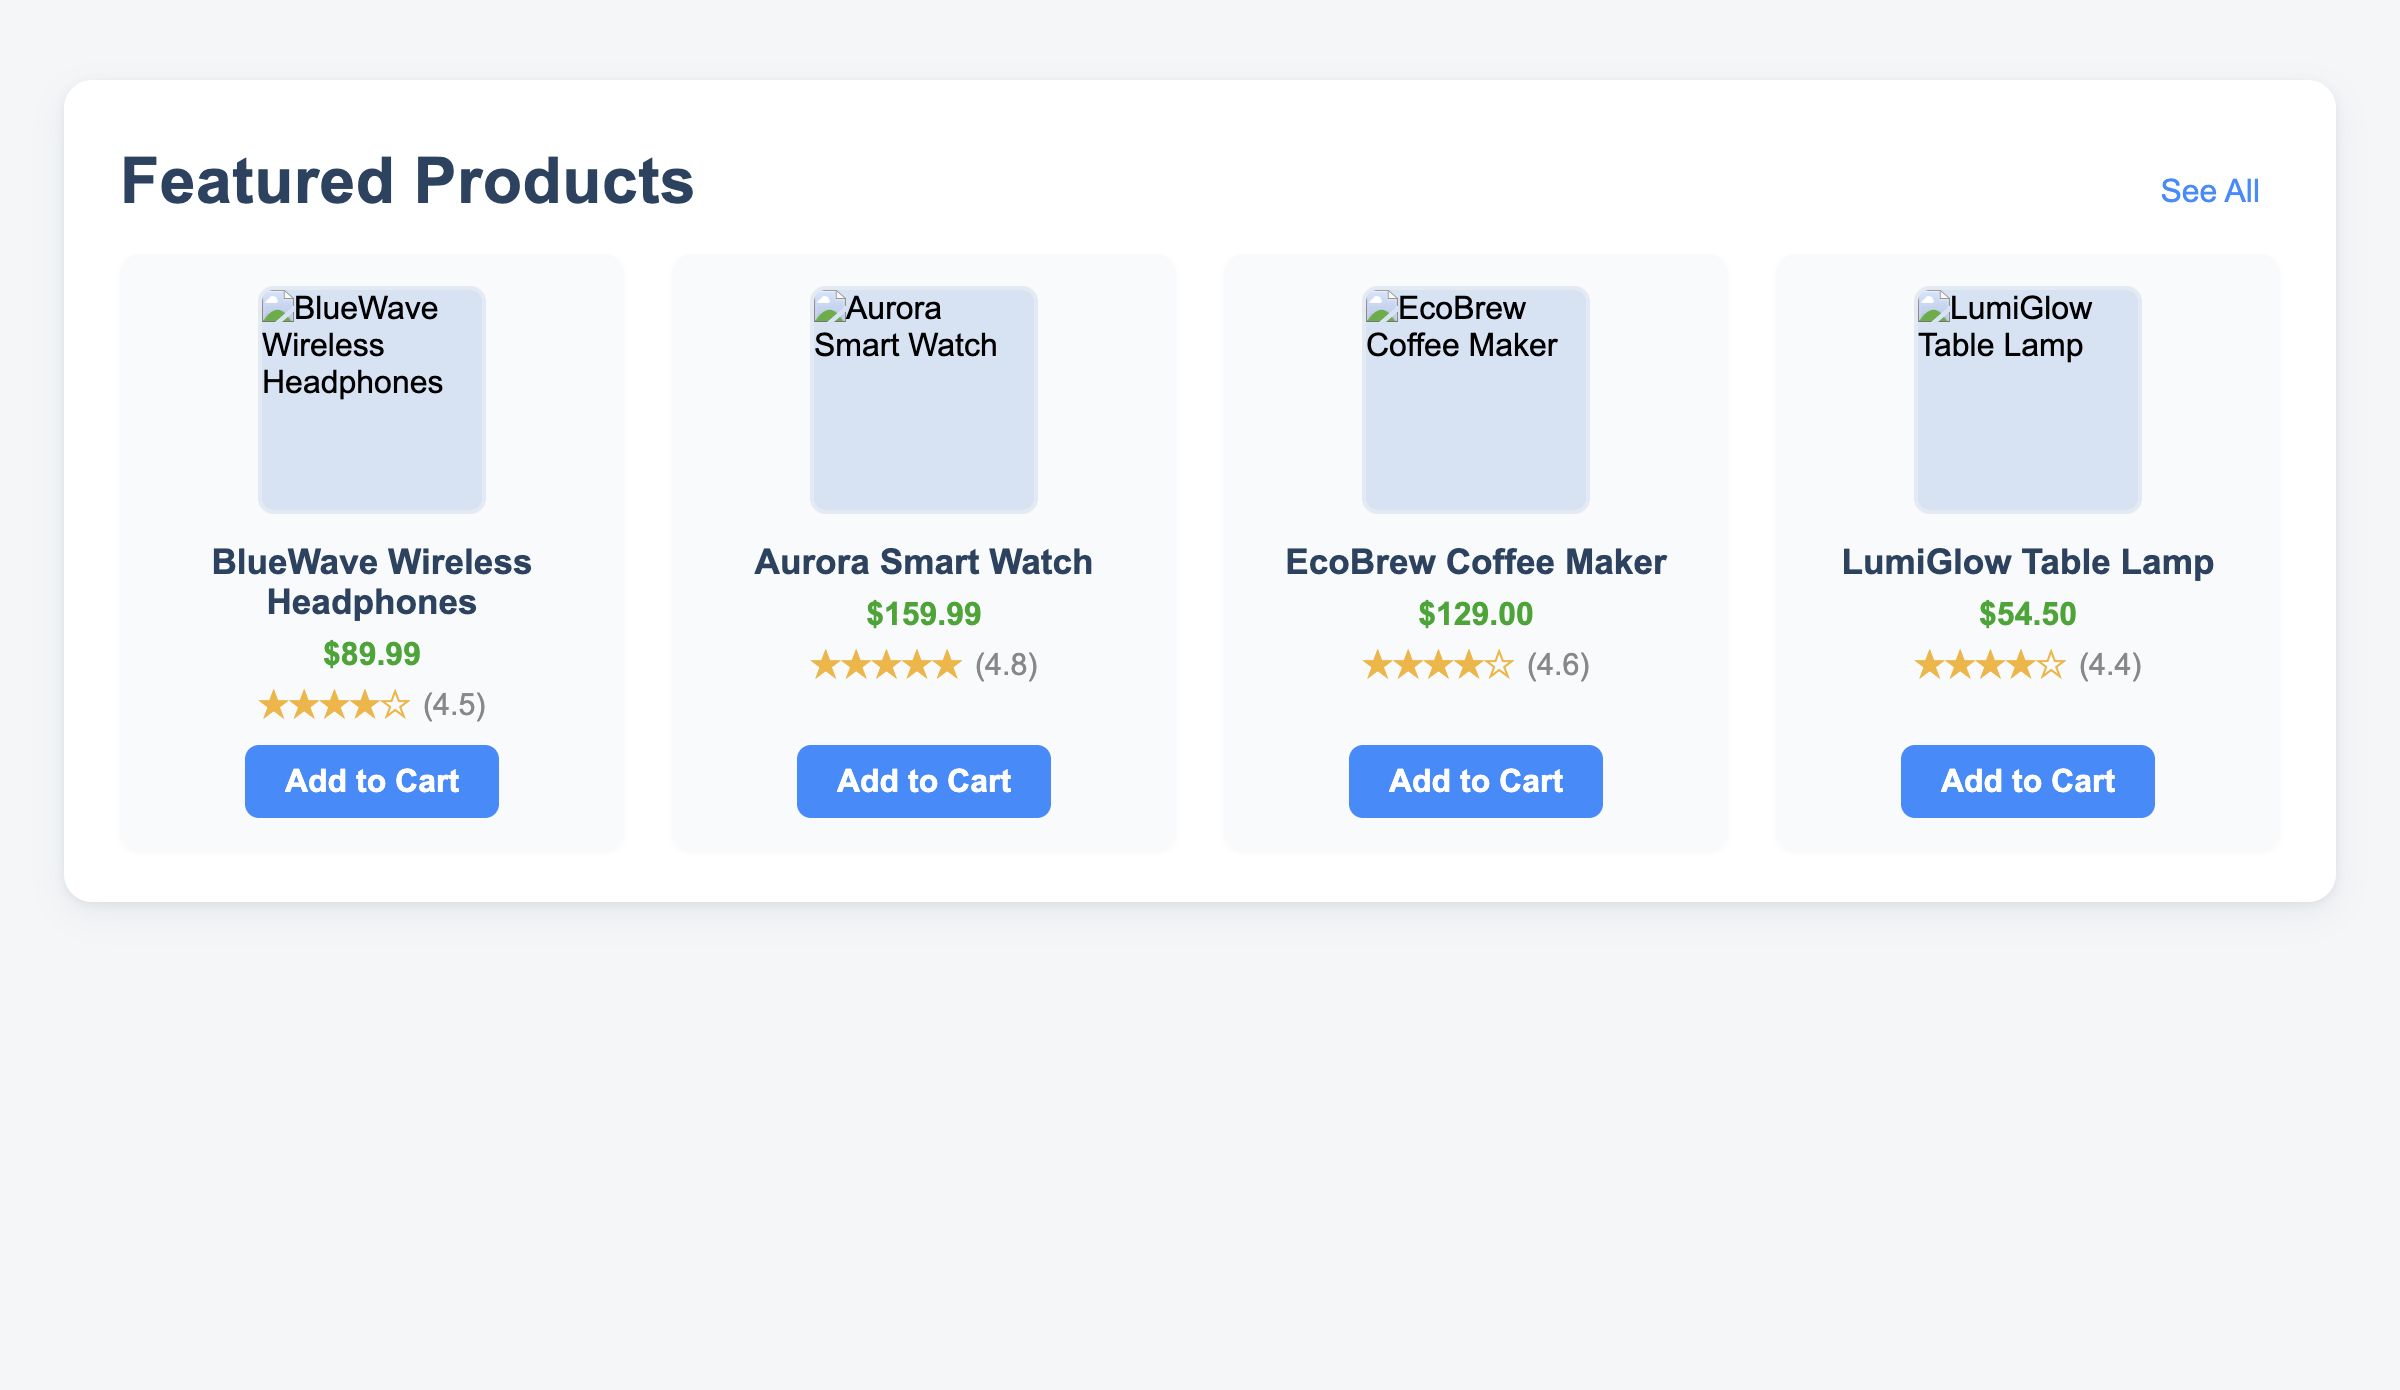 Featured Products
See All
BlueWave
Wireless
Headphones
BlueWave Wireless
Headphones
$89.99
★★★★☆ (4.5)
Add to Cart
Aurora
Smart Watch
Aurora Smart Watch
$159.99
★★★★★ (4.8)
Add to Cart
EcoBrew
Coffee Maker
EcoBrew Coffee Maker
$129.00
★★★★☆ (4.6)
Add to Cart
LumiGlow
Table Lamp
LumiGlow Table Lamp
$54.50
★★★★☆ (4.4)
Add to Cart